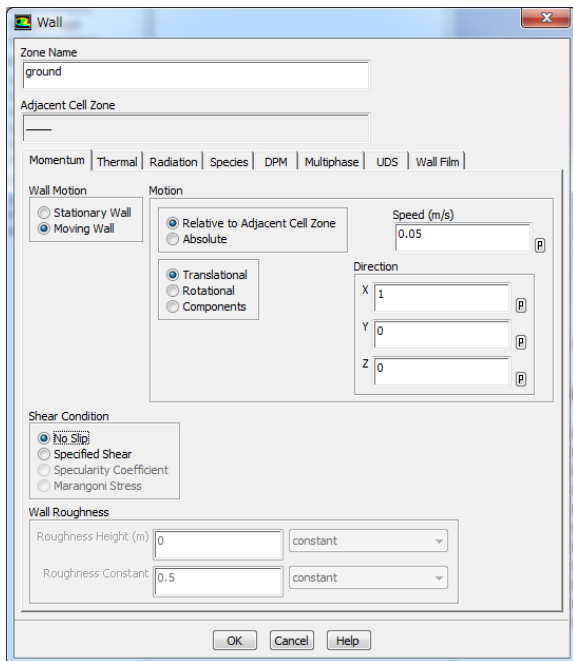 Wall
Zone Name
ground
Adjacent Cell Zone
Momentum Thermal Radiation Species DPM Multiphase UDS Wall Film
Wall Motion
Stationary Wall
Moving Wall
Motion
Relative to Adjacent Cell Zone
Absolute
Speed (m/s)
0.05 P
Translational
Rotational
Components
Direction
X 1 P
Y 0 P
Z 0 P
Shear Condition
No Slip
Specified Shear
Specularity Coefficient
Marangoni Stress
Wall Roughness
Roughness Height (m) 0 constant
Roughness Constant 0.5 constant
OK Cancel Help